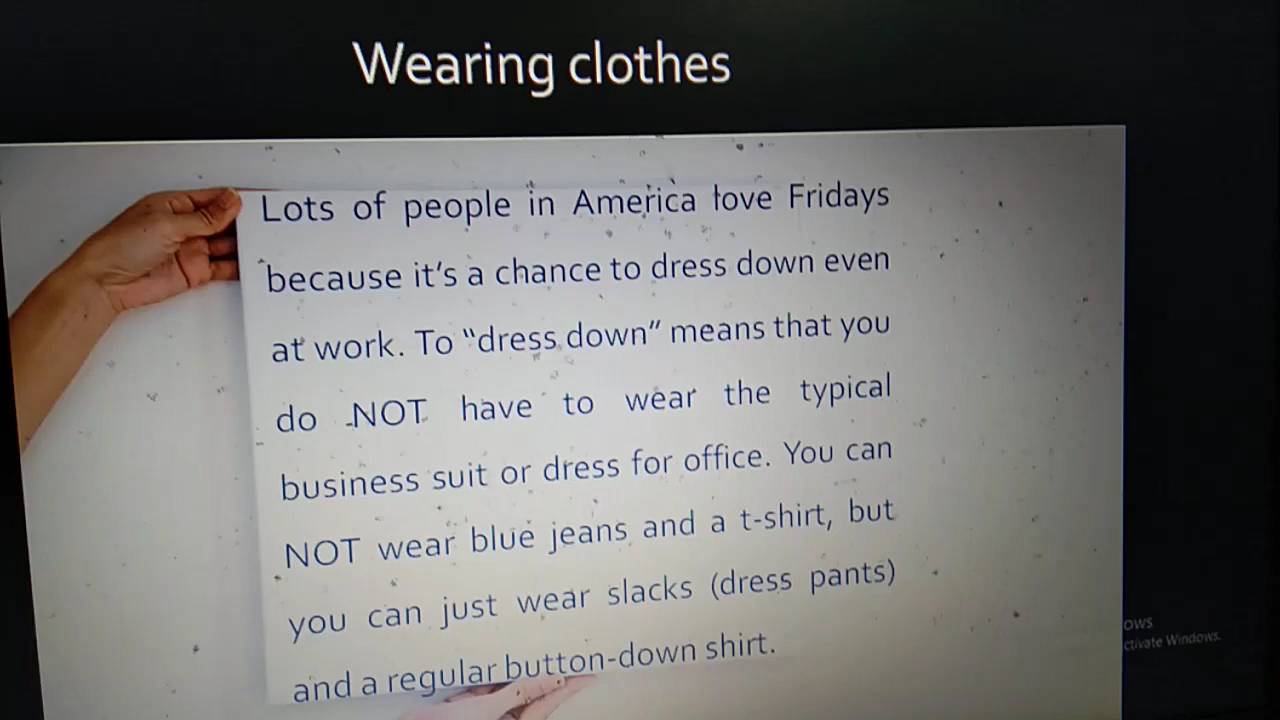 Wearing clothes
Lots of people in America love Fridays
because it's a chance to dress down even
at work. To "dress down" means that you
do NOT have to wear the typical
business suit or dress for office. You can
NOT wear blue jeans and a t-shirt, but
you can just wear slacks (dress pants)
and a regular button-down shirt.
ows
ctivate Windows.